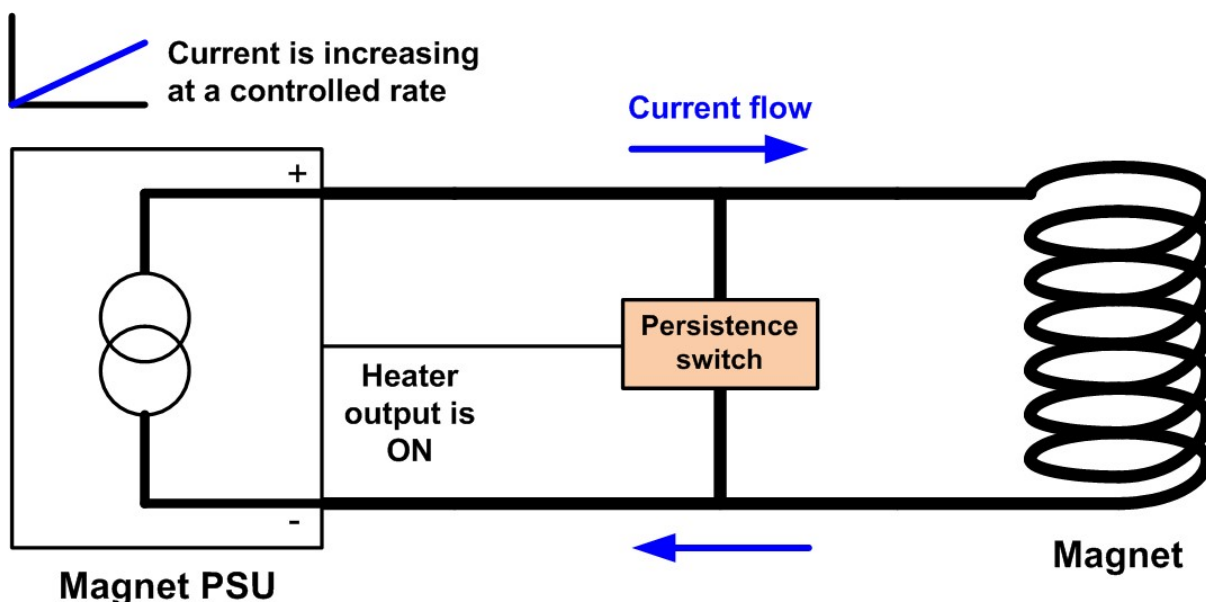 Current is increasing
at a controlled rate
Current flow
+
Persistence
switch
Heater
output is
ON
-
Magnet PSU
Magnet